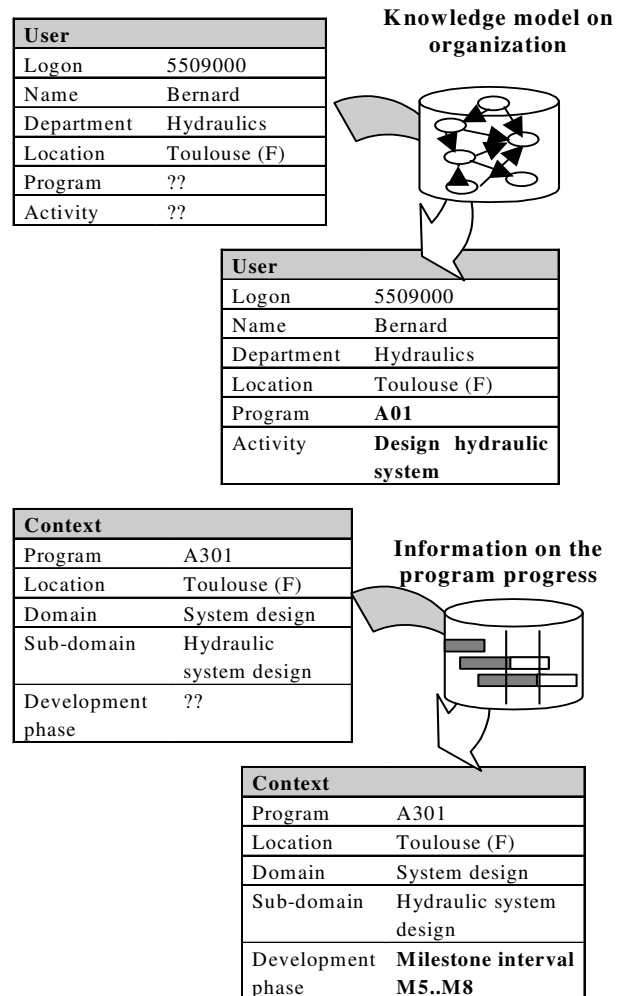 Knowledge model on
organization
User
Logon 5509000
Name Bernard
Department Hydraulics
Location Toulouse (F)
Program ??
Activity ??
User
Logon 5509000
Name Bernard
Department Hydraulics
Location Toulouse (F)
Program A01
Activity Design hydraulic
system
Context
Program A301
Location Toulouse (F)
Domain System design
Sub-domain Hydraulic
system design
Development ??
phase
Information on the
program progress
Context
Program A301
Location Toulouse (F)
Domain System design
Sub-domain Hydraulic system
design
Development Milestone interval
phase M5..M8